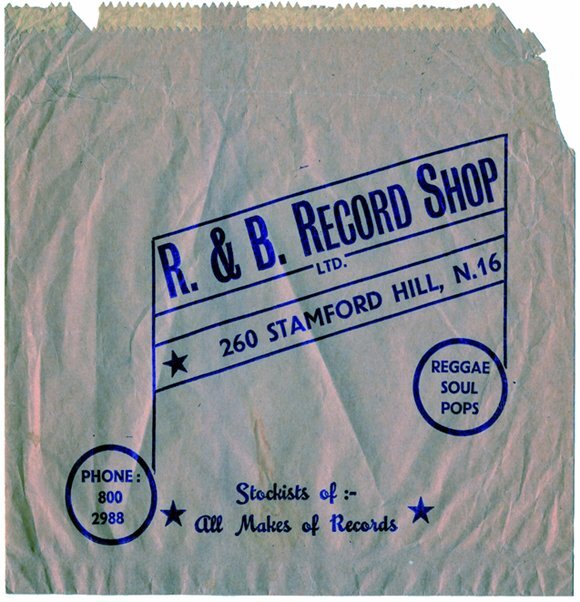 R. & B. RECORD SHOP
LTD.
★ 260 STAMFORD HILL, N.16
REGGAE
SOUL
POPS
PHONE:
800
2988
★ Stockists of :- ★
All Makes of Records